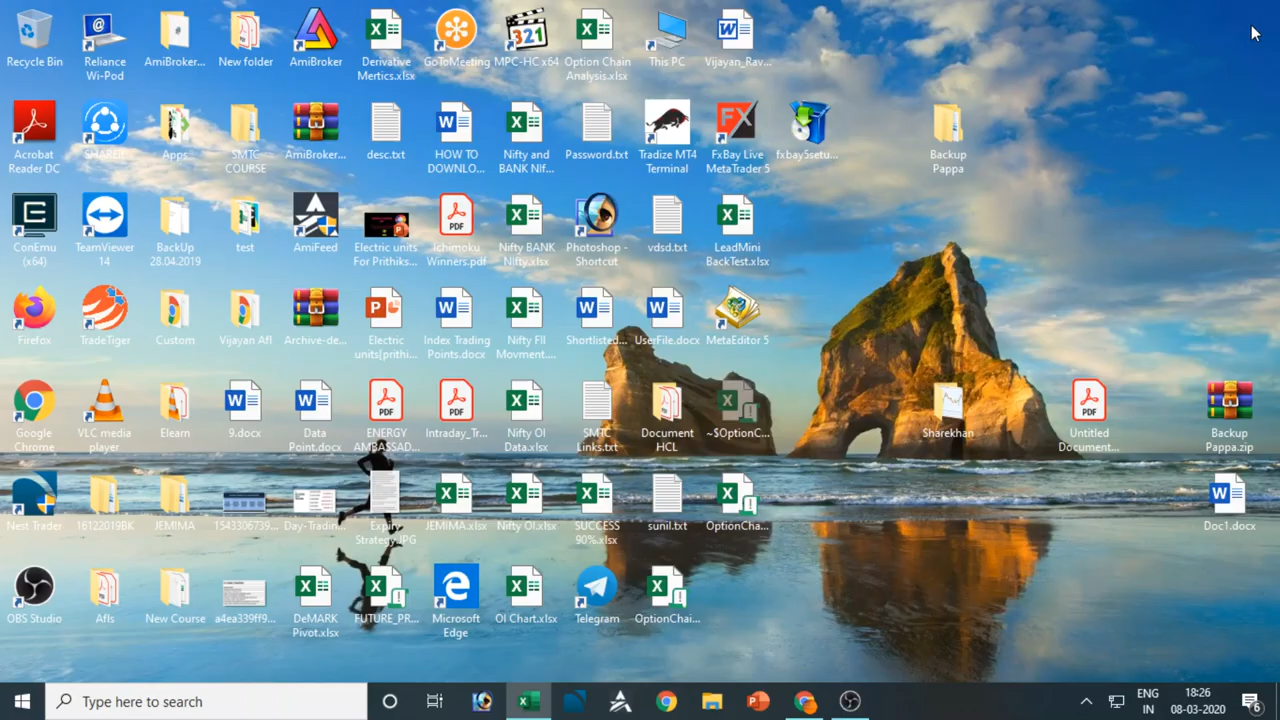 Recycle Bin
Reliance
Wi-Pod
AmiBroker...
New folder
AmiBroker
Derivative
Mertics.xlsx
GoToMeeting
321
MPC-HC x64
Option Chain
Analysis.xlsx
This PC
Vijayan_Rav...
Acrobat
Reader DC
SHAREit
Apps
SMTC
COURSE
AmiBroker...
desc.txt
HOW TO
DOWNLO...
Nifty and
BANK NIf...
Password.txt
Tradize MT4
Terminal
FX
FxBay Live
MetaTrader 5
fxbay5setu...
Backup
Pappa
ConEmu
(x64)
TeamViewer
14
BackUp
28.04.2019
test
AmiFeed
Electric units
For Prithiks...
PDF
Ichimoku
Winners.pdf
Nifty BANK
Nifty.xlsx
Photoshop -
Shortcut
vdsd.txt
LeadMini
BackTest.xlsx
Firefox
TradeTiger
Custom
Vijayan Afl
Archive-de...
Electric
units[prithi...
Index Trading
Points.docx
Nifty FII
Movment....
Shortlisted...
UserFile.docx
MetaEditor 5
Google
Chrome
VLC media
player
Elearn
9.docx
Data
Point.docx
PDF
ENERGY
AMBASSAD...
PDF
Intraday_Tr...
Nifty OI
Data.xlsx
SMTC
Links.txt
Document
HCL
~$OptionC...
Sharekhan
PDF
Untitled
Document...
Backup
Pappa.zip
Nest Trader
16122019BK
JEMIMA
1543306739...
Day-Tradin...
Expiry
Strategy.JPG
JEMIMA.xlsx
Nifty OI.xlsx
SUCCESS
90%.xlsx
sunil.txt
OptionCha...
Doc1.docx
OBS Studio
Afls
New Course
a4ea339ff9...
DeMARK
Pivot.xlsx
FUTURE_PR...
Microsoft
Edge
OI Chart.xlsx
Telegram
OptionChai...
Type here to search
ENG
IN
18:26
08-03-2020
6